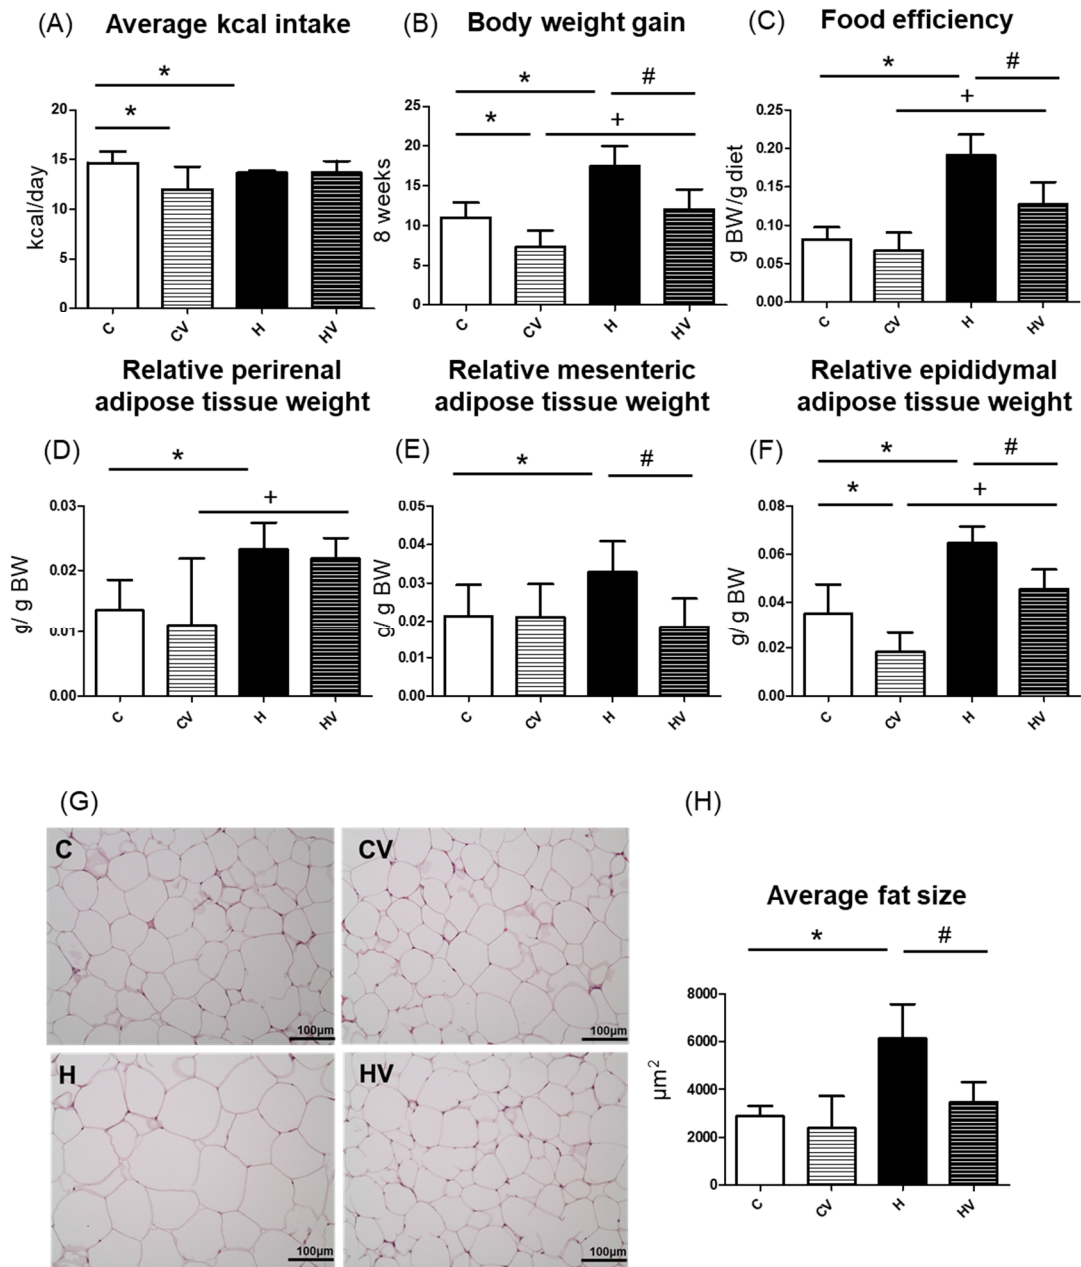 (A) Average kcal intake
*
*
kcal/day
20
15
10
5
0
C CV H HV
(B) Body weight gain
* #
* +
8 weeks
25
20
15
10
5
0
C CV H HV
(C) Food efficiency
* #
+
g BW/g diet
0.25
0.20
0.15
0.10
0.05
0.00
C CV H HV
Relative perirenal
adipose tissue weight
(D)
*
+
g/ g BW
0.03
0.02
0.01
0.00
C CV H HV
Relative mesenteric
adipose tissue weight
(E)
* #
g/ g BW
0.05
0.04
0.03
0.02
0.01
0.00
C CV H HV
Relative epididymal
adipose tissue weight
(F)
* #
* +
g/ g BW
0.08
0.06
0.04
0.02
0.00
C CV H HV
(G)
C
100µm
CV
100µm
H
100µm
HV
100µm
(H)
Average fat size
* #
µm²
8000
6000
4000
2000
0
C CV H HV